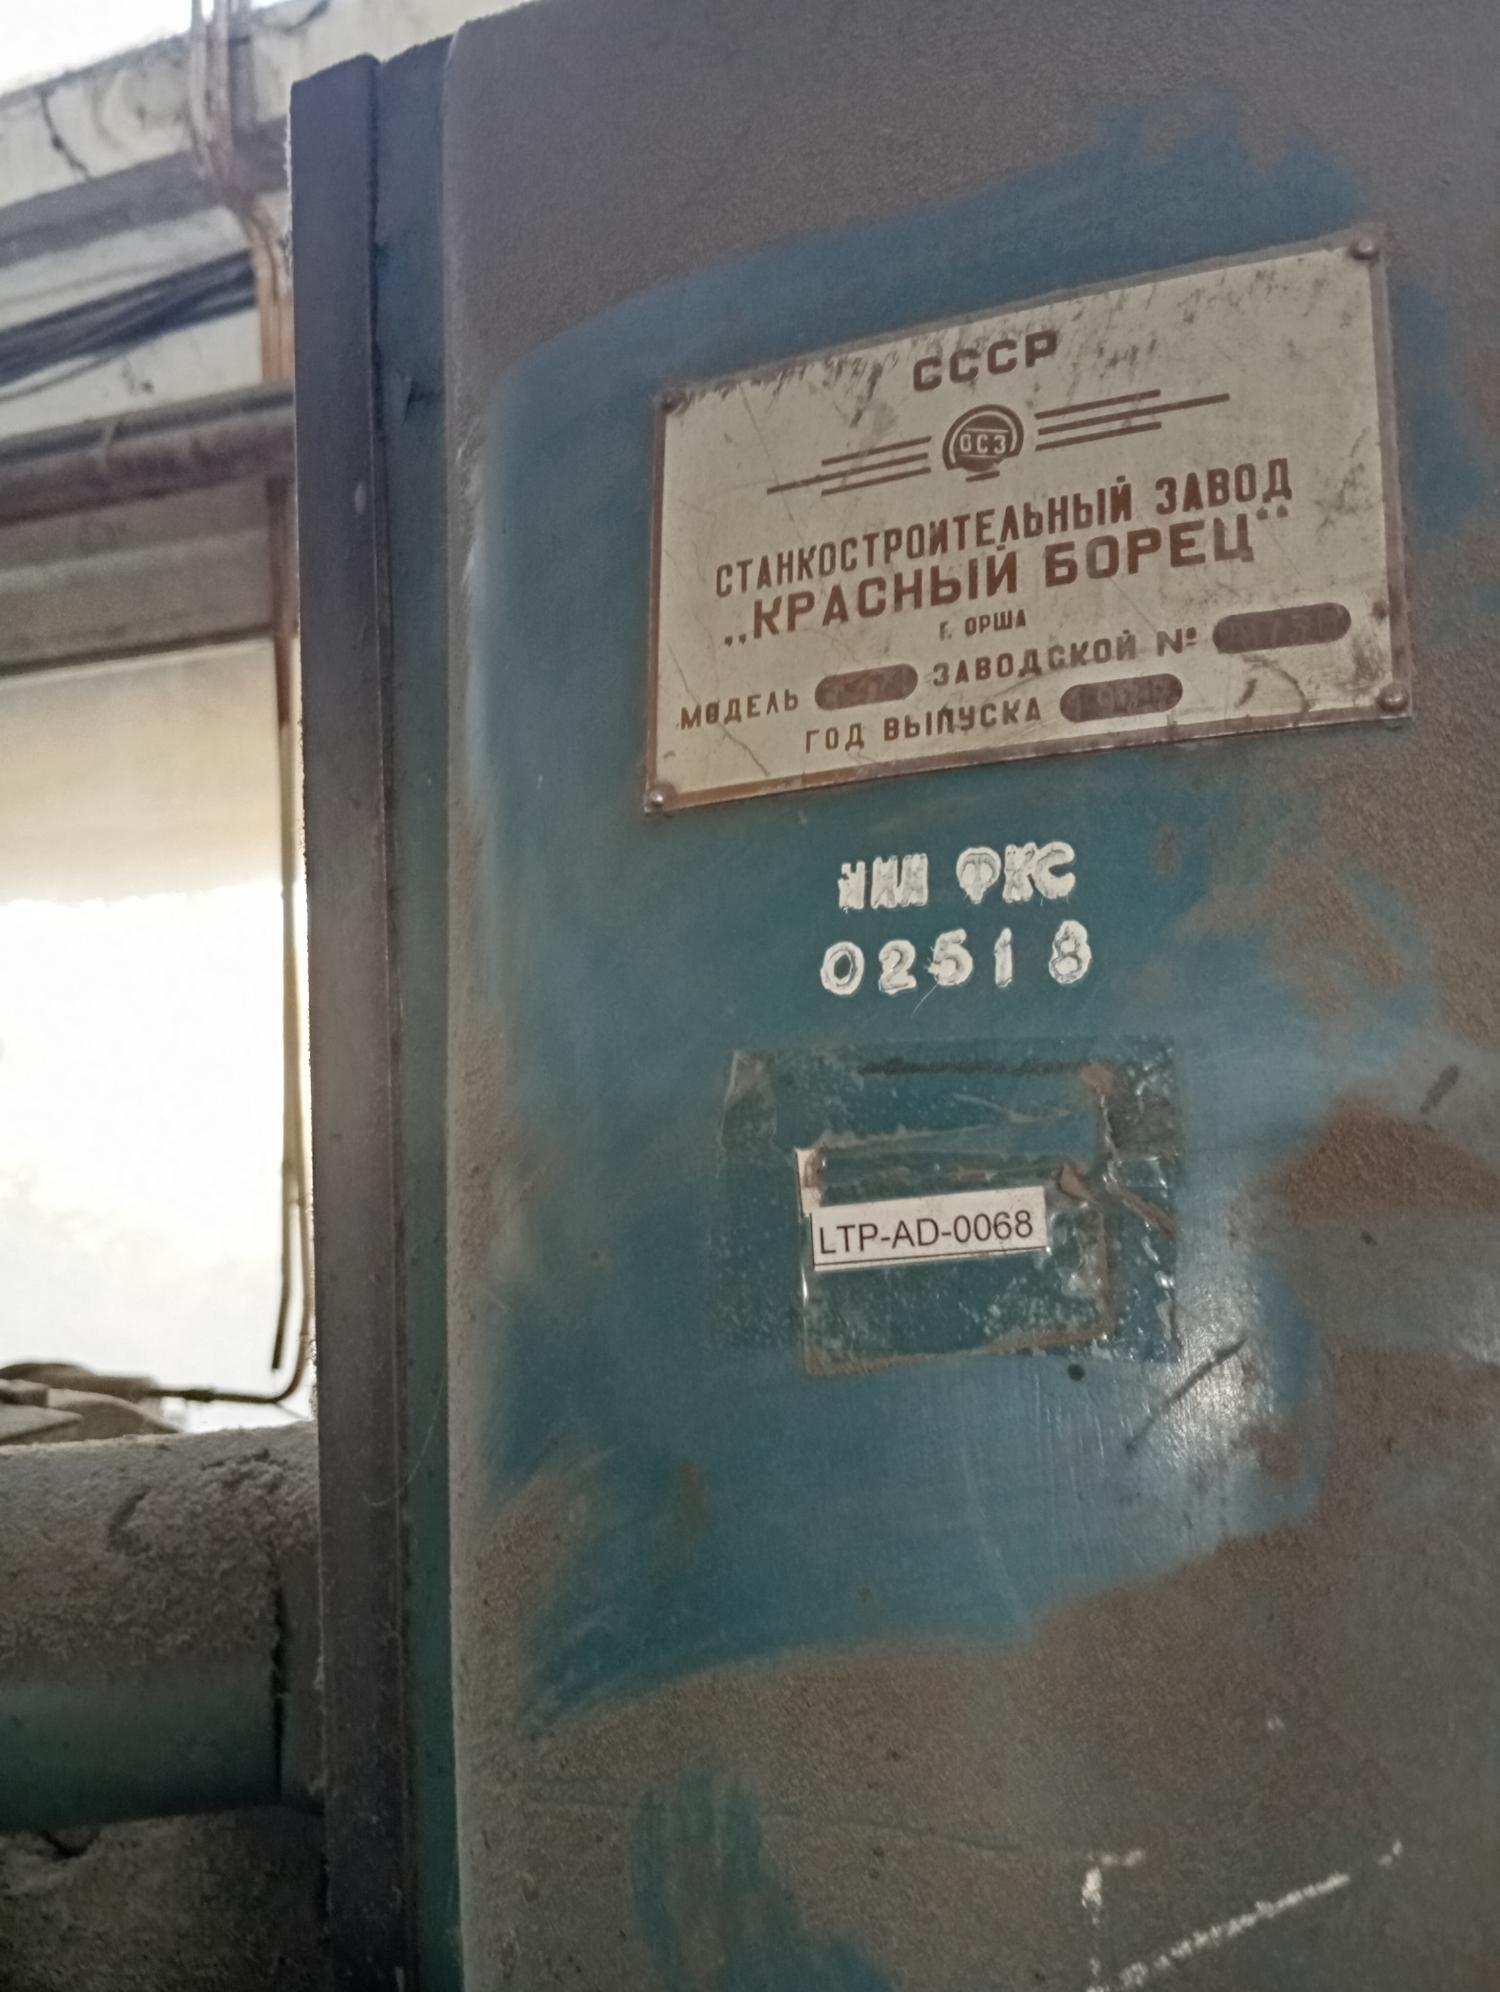 СССР
ОСЗ
СТАНКОСТРОИТЕЛЬНЫЙ ЗАВОД
„КРАСНЫЙ БОРЕЦ“
Г. ОРША
МОДЕЛЬ ЗАВОДСКОЙ №
ГОД ВЫПУСКА
ФКС
02518
LTP-AD-0068